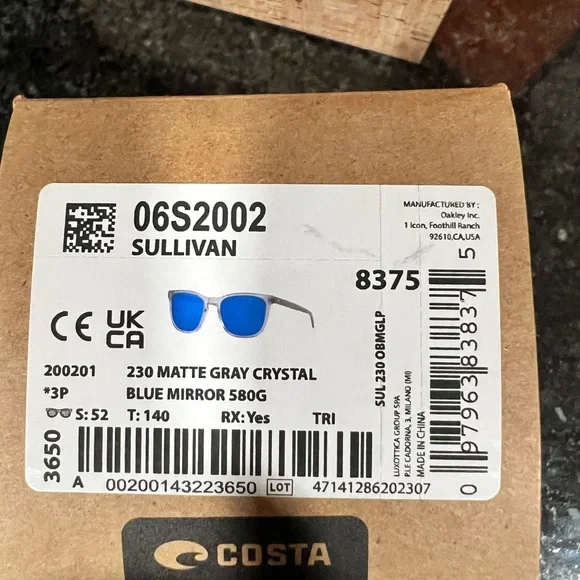 06S2002
SULLIVAN
MANUFACTURED BY:
Oakley Inc.
1 Icon, Foothill Ranch
92610,CA,USA
8375
CE UK CA
200201 230 MATTE GRAY CRYSTAL
*3P BLUE MIRROR 580G
S: 52 T: 140 RX: Yes TRI
3650
A 00200143223650 LOT 47141286202307
SUL 230 OBMGLP
LUXOTTICA GROUP SPA
P.LE CADORNA, 3, MILANO (MI)
MADE IN CHINA
0 97963 83837 5
COSTA